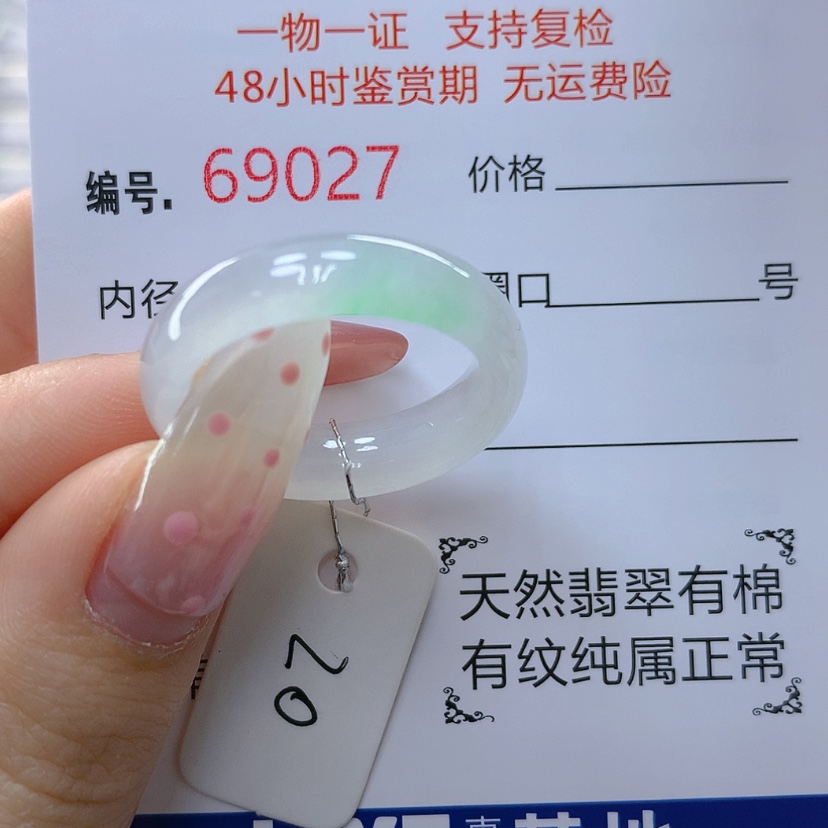 一物一证 支持复检
48小时鉴赏期 无运费险
编号. 69027 价格
内径 圈口 号
天然翡翠有棉
有纹纯属正常
20